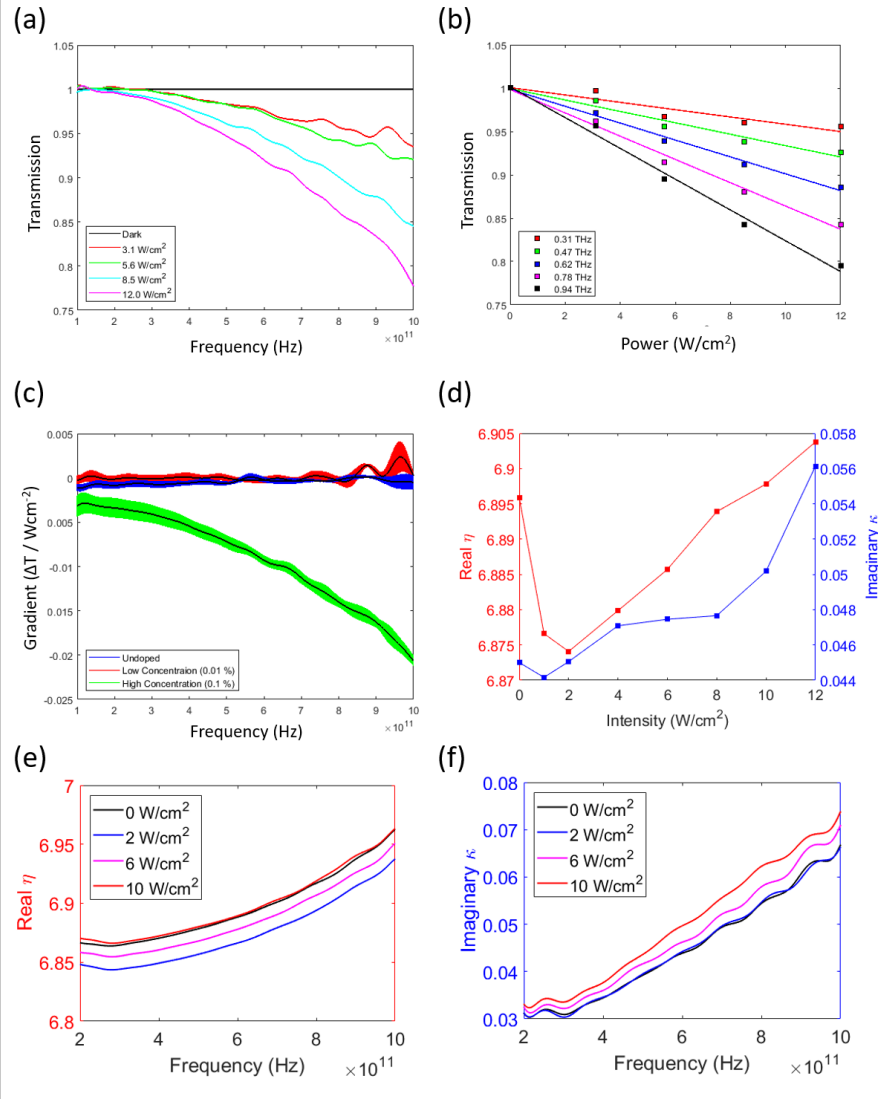 (a)
1.05
1
0.95
0.9
0.85
0.8
0.75
Transmission
Dark
3.1 W/cm²
5.6 W/cm²
8.5 W/cm²
12.0 W/cm²
1 2 3 4 5 6 7 8 9 10
× 10¹¹
Frequency (Hz)
(b)
1.05
1
0.95
0.9
0.85
0.8
0.75
Transmission
0.31 THz
0.47 THz
0.62 THz
0.78 THz
0.94 THz
0 2 4 6 8 10 12
Power (W/cm²)
(c)
0.005
0
0.005
-0.01
0.015
-0.02
-0.025
Gradient (ΔT / Wcm⁻²)
Undoped
Low Concentraion (0.01 %)
High Concentration (0.1 %)
1 2 3 4 5 6 7 8 9 10
× 10¹¹
Frequency (Hz)
(d)
6.905
6.9
6.895
6.89
6.885
6.88
6.875
6.87
Real η
0.058
0.056
0.054
0.052
0.05
0.048
0.046
0.044
Imaginary κ
0 2 4 6 8 10 12
Intensity (W/cm²)
(e)
7
6.95
6.9
6.85
6.8
Real η
0 W/cm²
2 W/cm²
6 W/cm²
10 W/cm²
2 4 6 8 10
Frequency (Hz) ×10¹¹
(f)
0.08
0.07
0.06
0.05
0.04
0.03
Imaginary κ
0 W/cm²
2 W/cm²
6 W/cm²
10 W/cm²
2 4 6 8 10
Frequency (Hz) ×10¹¹